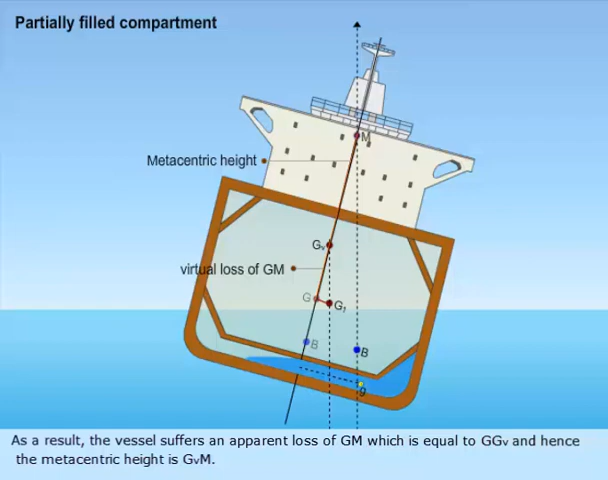 Partially filled compartment
M
Metacentric height
Gv
virtual loss of GM
G
G1
B
B
g
As a result, the vessel suffers an apparent loss of GM which is equal to GGv and hence
the metacentric height is GvM.